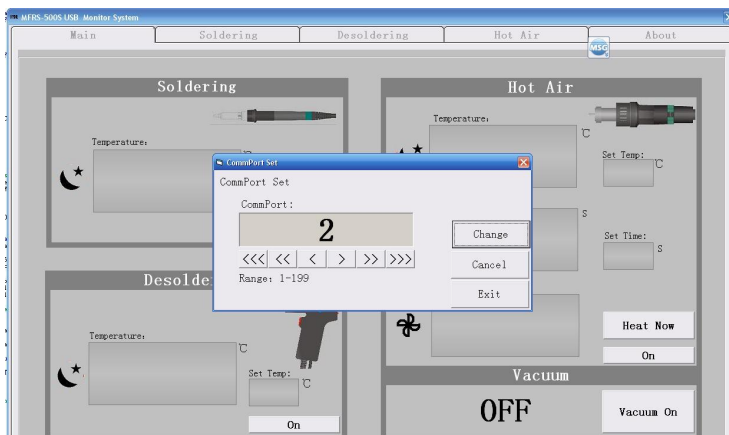 MFRS-500S USB Monitor System
Main
Soldering
Desoldering
Hot Air
About
MSG
Soldering
Temperature:
℃
Hot Air
Temperature:
℃
Set Temp:
℃
S
Set Time:
S
CommPort Set
CommPort Set
CommPort:
2
<<< << < > >> >>>
Range: 1-199
Change
Cancel
Exit
Desolde
Temperature:
℃
Set Temp:
℃
On
Heat Now
On
Vacuum
OFF
Vacuum On